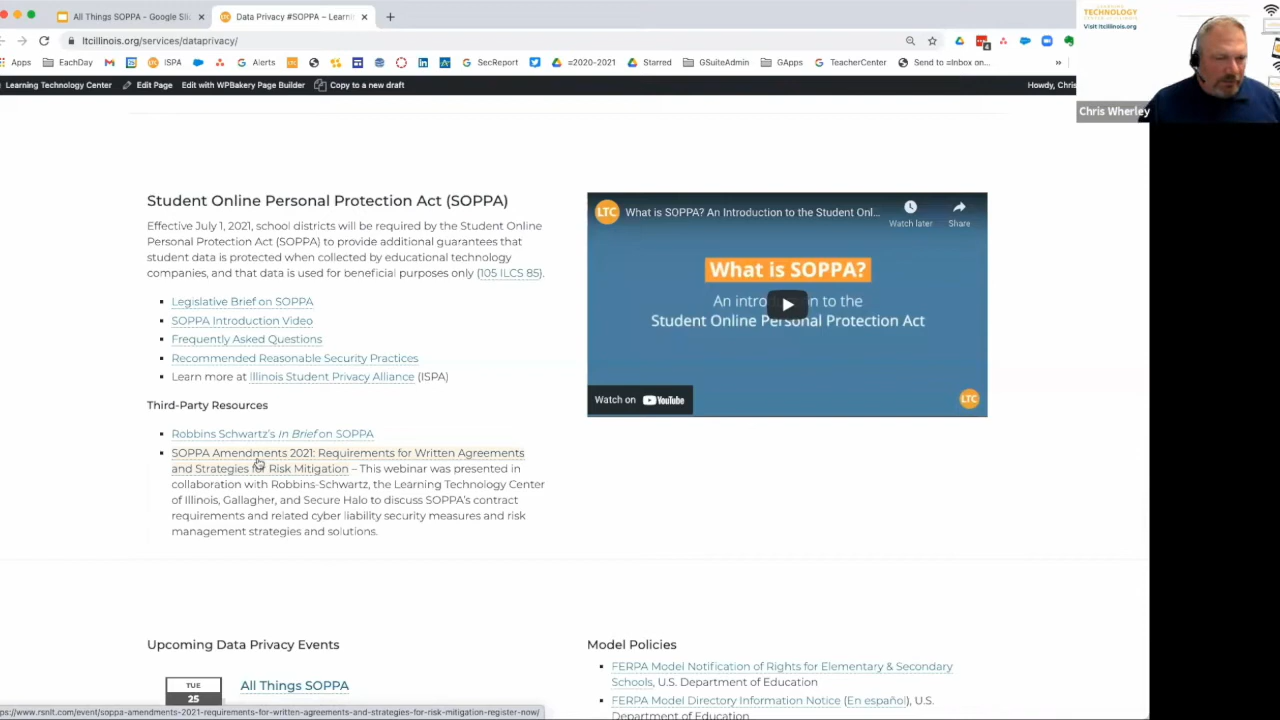 All Things SOPPA - Google Sli
Data Privacy #SOPPA – Learni
ltcillinois.org/services/dataprivacy/
Apps
EachDay
ISPA
Alerts
SecReport
=2020-2021
Starred
GSuiteAdmin
GApps
TeacherCenter
Send to =Inbox on...
Learning Technology Center
Edit Page
Edit with WPBakery Page Builder
Copy to a new draft
Howdy, Chris
TECHNOLOGY
Visit ltcillinois.org
Chris Wherley
Student Online Personal Protection Act (SOPPA)
Effective July 1, 2021, school districts will be required by the Student Online
Personal Protection Act (SOPPA) to provide additional guarantees that
student data is protected when collected by educational technology
companies, and that data is used for beneficial purposes only (105 ILCS 85).
Legislative Brief on SOPPA
SOPPA Introduction Video
Frequently Asked Questions
Recommended Reasonable Security Practices
Learn more at Illinois Student Privacy Alliance (ISPA)
Third-Party Resources
Robbins Schwartz's In Brief on SOPPA
SOPPA Amendments 2021: Requirements for Written Agreements
and Strategies for Risk Mitigation – This webinar was presented in
collaboration with Robbins-Schwartz, the Learning Technology Center
of Illinois, Gallagher, and Secure Halo to discuss SOPPA's contract
requirements and related cyber liability security measures and risk
management strategies and solutions.
LTC
What is SOPPA? An Introduction to the Student Onl...
Watch later
Share
What is SOPPA?
An introduction to the
Student Online Personal Protection Act
Watch on YouTube
LTC
Upcoming Data Privacy Events
TUE
25
All Things SOPPA
Model Policies
FERPA Model Notification of Rights for Elementary & Secondary
Schools, U.S. Department of Education
FERPA Model Directory Information Notice (En español), U.S.
Department of Education
ps://www.rsnlt.com/event/soppa-amendments-2021-requirements-for-written-agreements-and-strategies-for-risk-mitigation-register-now/